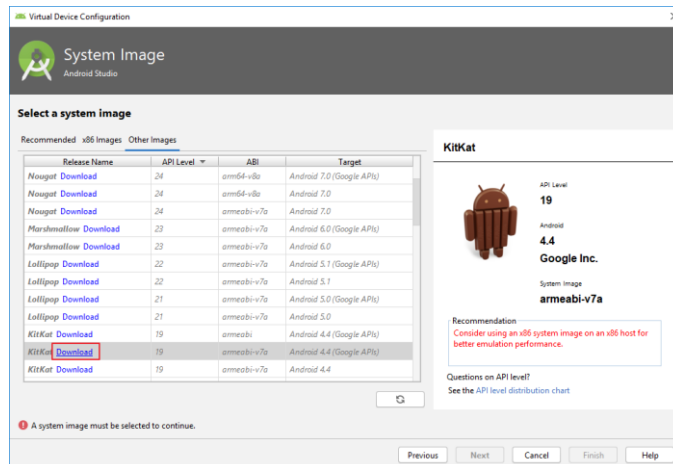 Virtual Device Configuration
System Image
Android Studio
Select a system image
Recommended x86 Images Other Images
Release Name API Level ABI Target
Nougat Download 24 arm64-v8a Android 7.0 (Google APIs)
Nougat Download 24 arm64-v8a Android 7.0
Nougat Download 24 armeabi-v7a Android 7.0
Marshmallow Download 23 armeabi-v7a Android 6.0 (Google APIs)
Marshmallow Download 23 armeabi-v7a Android 6.0
Lollipop Download 22 armeabi-v7a Android 5.1 (Google APIs)
Lollipop Download 22 armeabi-v7a Android 5.1
Lollipop Download 21 armeabi-v7a Android 5.0 (Google APIs)
Lollipop Download 21 armeabi-v7a Android 5.0
KitKat Download 19 armeabi Android 4.4 (Google APIs)
KitKat Download 19 armeabi-v7a Android 4.4 (Google APIs)
KitKat Download 19 armeabi-v7a Android 4.4
A system image must be selected to continue.
KitKat
API Level
19
Android
4.4
Google Inc.
System Image
armeabi-v7a
Recommendation
Consider using an x86 system image on an x86 host for
better emulation performance.
Questions on API level?
See the API level distribution chart
Previous Next Cancel Finish Help